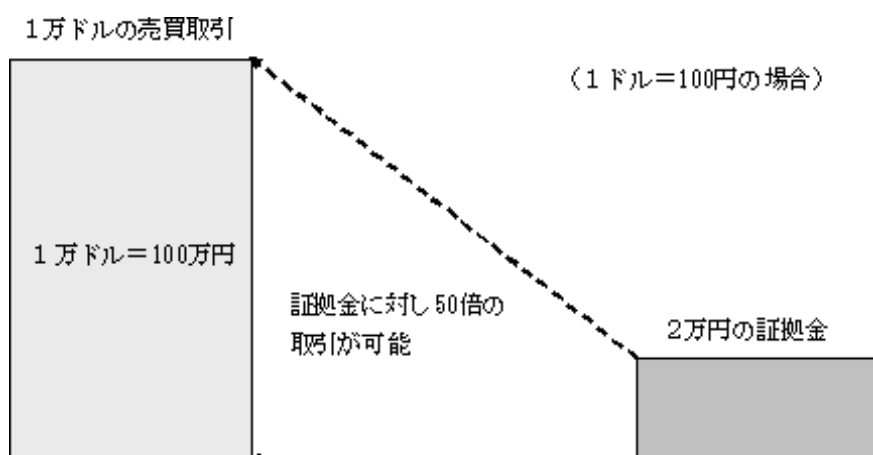 1万ドルの売買取引
（1ドル＝100円の場合）
1万ドル＝100万円
証拠金に対し50倍の
取引が可能
2万円の証拠金